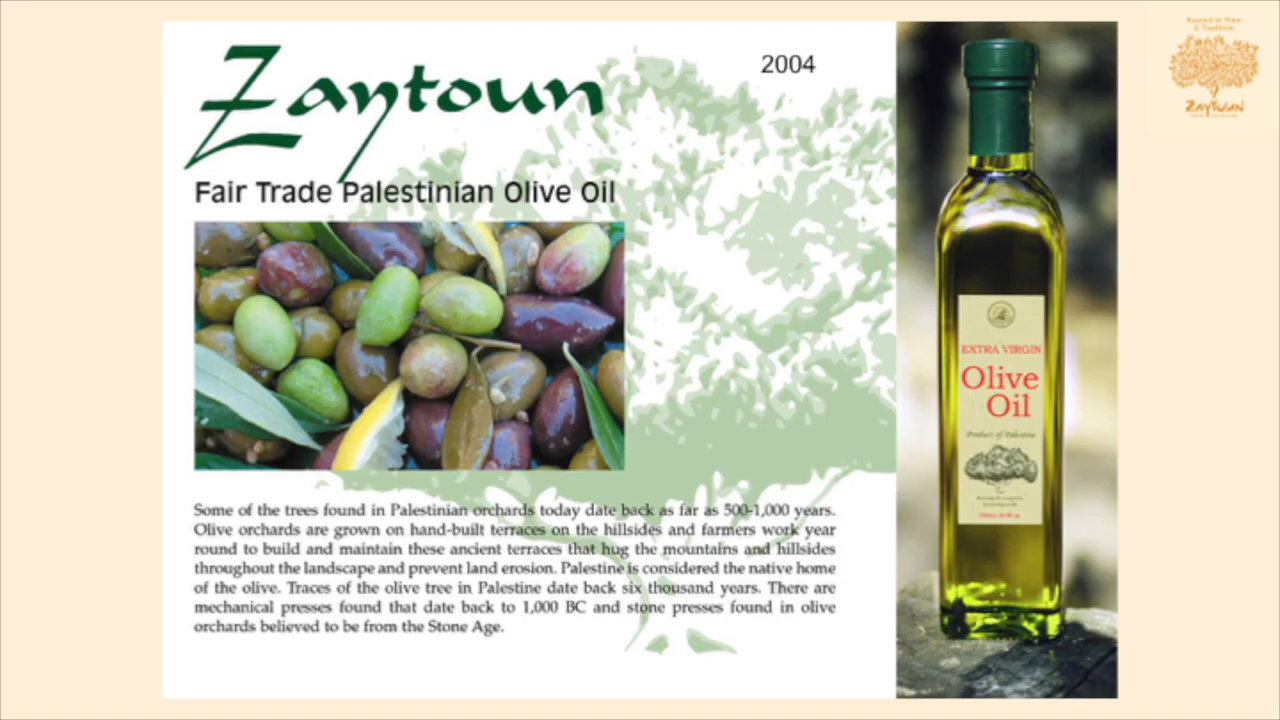 Zaytoun
2004
Fair Trade Palestinian Olive Oil
Rooted in Trees
& Tradition
ZAYTOUN
EXTRA VIRGIN
Olive
Oil
Product of Palestine
Some of the trees found in Palestinian orchards today date back as far as 500-1,000 years.
Olive orchards are grown on hand-built terraces on the hillsides and farmers work year
round to build and maintain these ancient terraces that hug the mountains and hillsides
throughout the landscape and prevent land erosion. Palestine is considered the native home
of the olive. Traces of the olive tree in Palestine date back six thousand years. There are
mechanical presses found that date back to 1,000 BC and stone presses found in olive
orchards believed to be from the Stone Age.